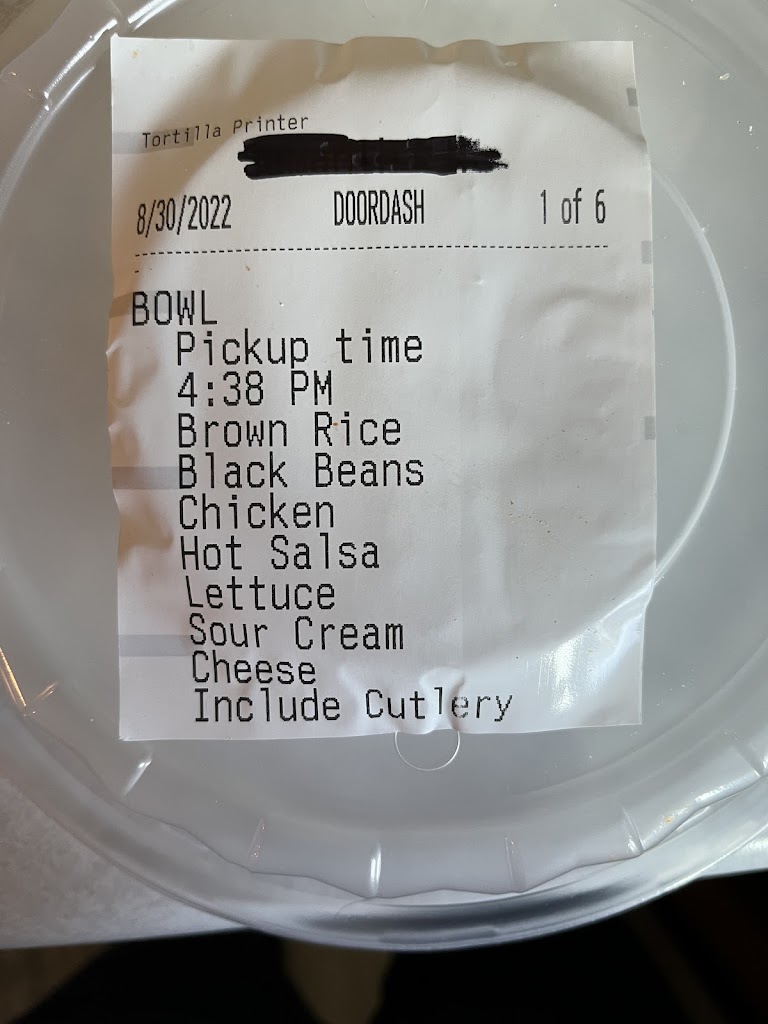 Tortilla Printer
8/30/2022 DOORDASH 1 of 6
BOWL
Pickup time
4:38 PM
Brown Rice
Black Beans
Chicken
Hot Salsa
Lettuce
Sour Cream
Cheese
Include Cutlery